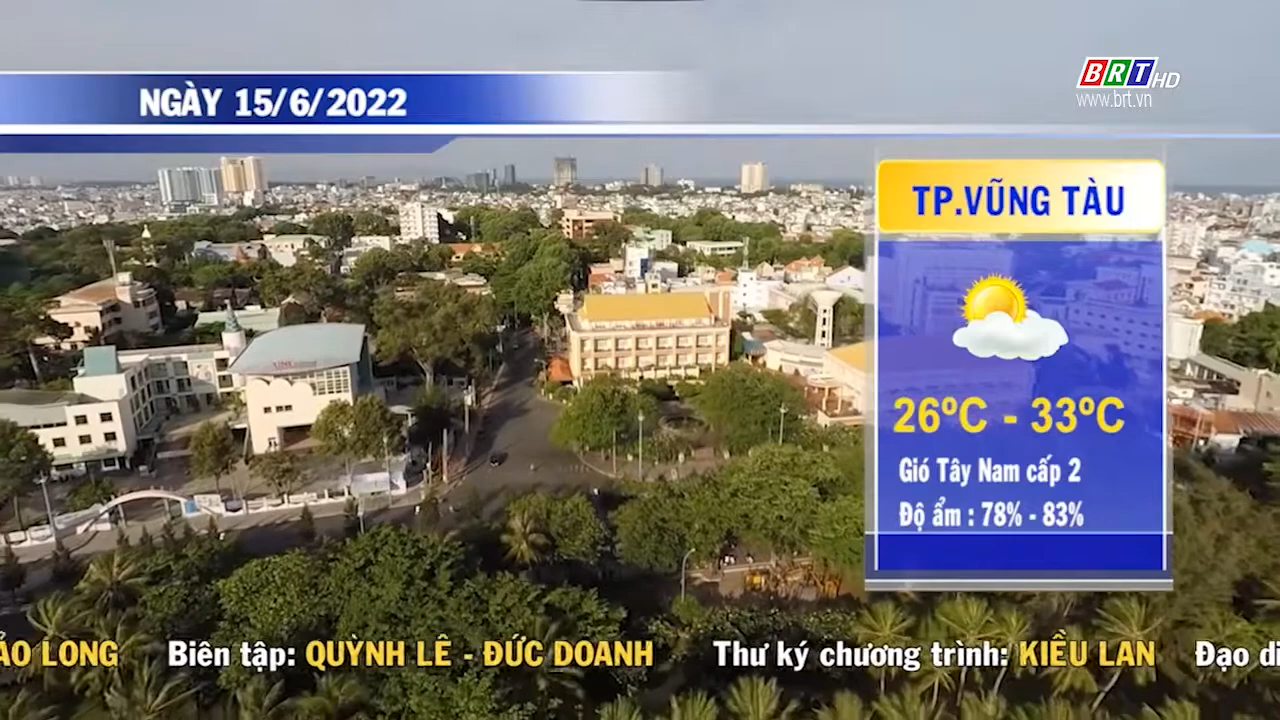 BRT HD
www.brt.vn
NGÀY 15/6/2022
TP.VŨNG TÀU
26°C - 33°C
Gió Tây Nam cấp 2
Độ ẩm : 78% - 83%
ẢO LONG Biên tập: QUỲNH LÊ - ĐỨC DOANH Thư ký chương trình: KIỀU LAN Đạo di